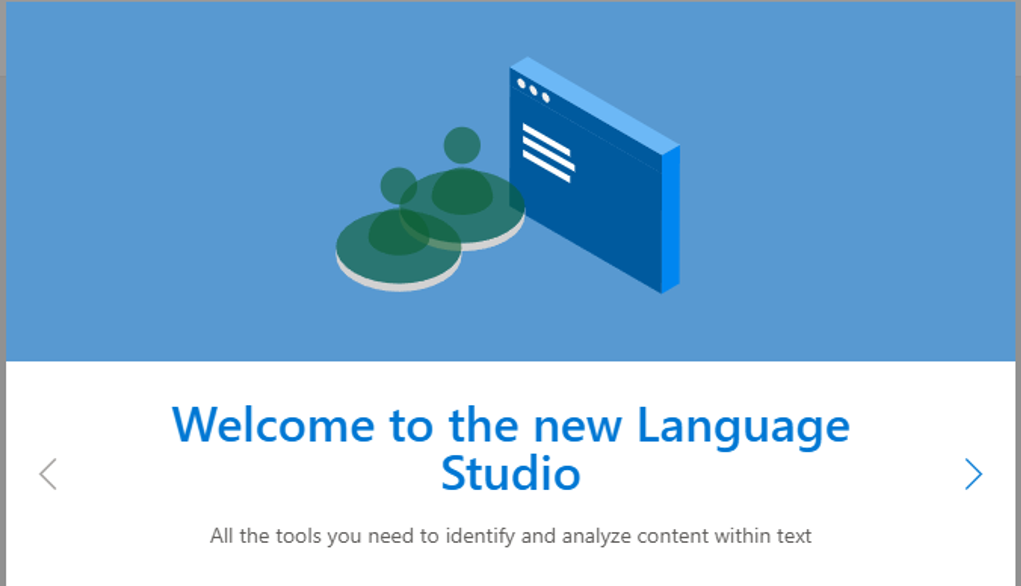 Welcome to the new Language
Studio
All the tools you need to identify and analyze content within text